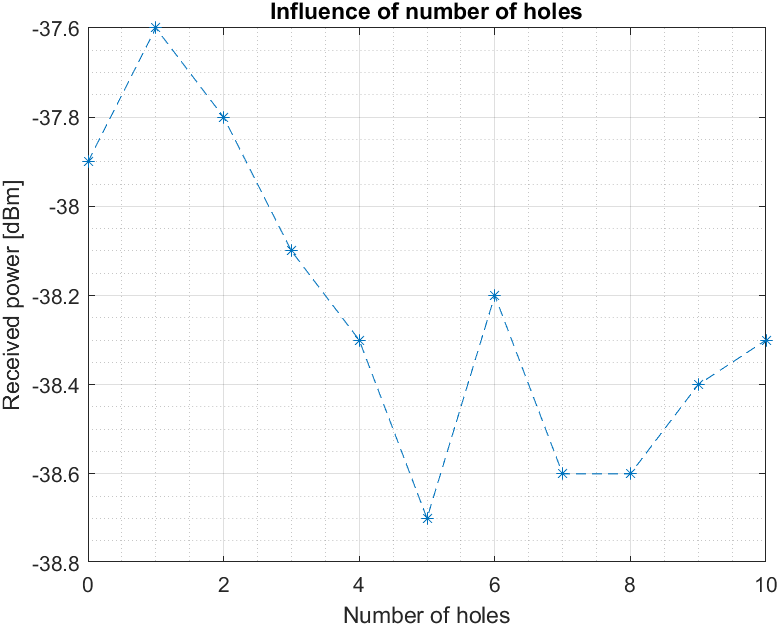 Influence of number of holes
-37.6
-37.8
-38
-38.2
-38.4
-38.6
-38.8
Received power [dBm]
0 2 4 6 8 10
Number of holes